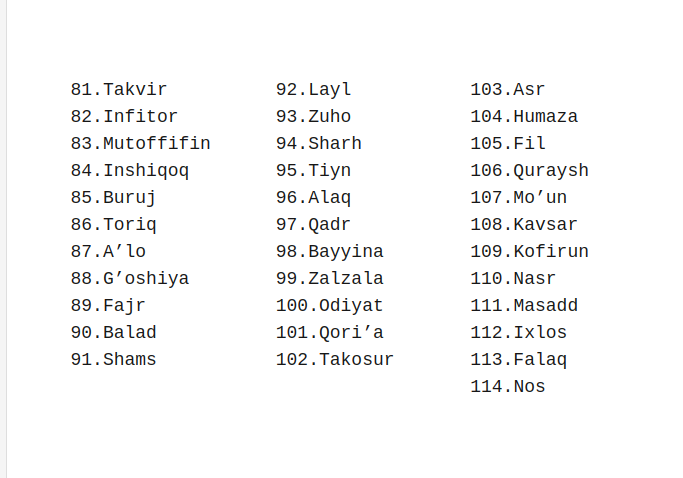 81.Takvir
82.Infitor
83.Mutoffifin
84.Inshiqoq
85.Buruj
86.Toriq
87.A’lo
88.G’oshiya
89.Fajr
90.Balad
91.Shams
92.Layl
93.Zuho
94.Sharh
95.Tiyn
96.Alaq
97.Qadr
98.Bayyina
99.Zalzala
100.Odiyat
101.Qori’a
102.Takosur
103.Asr
104.Humaza
105.Fil
106.Quraysh
107.Mo’un
108.Kavsar
109.Kofirun
110.Nasr
111.Masadd
112.Ixlos
113.Falaq
114.Nos